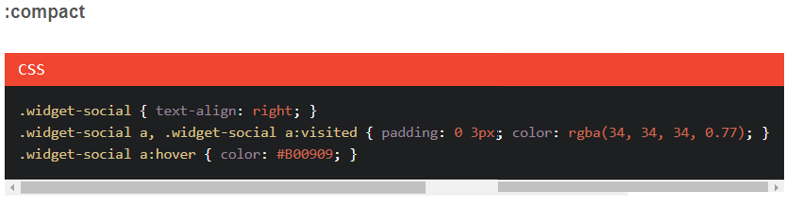 :compact
CSS
.widget-social { text-align: right; }
.widget-social a, .widget-social a:visited { padding: 0 3px; color: rgba(34, 34, 34, 0.77); }
.widget-social a:hover { color: #B00909; }